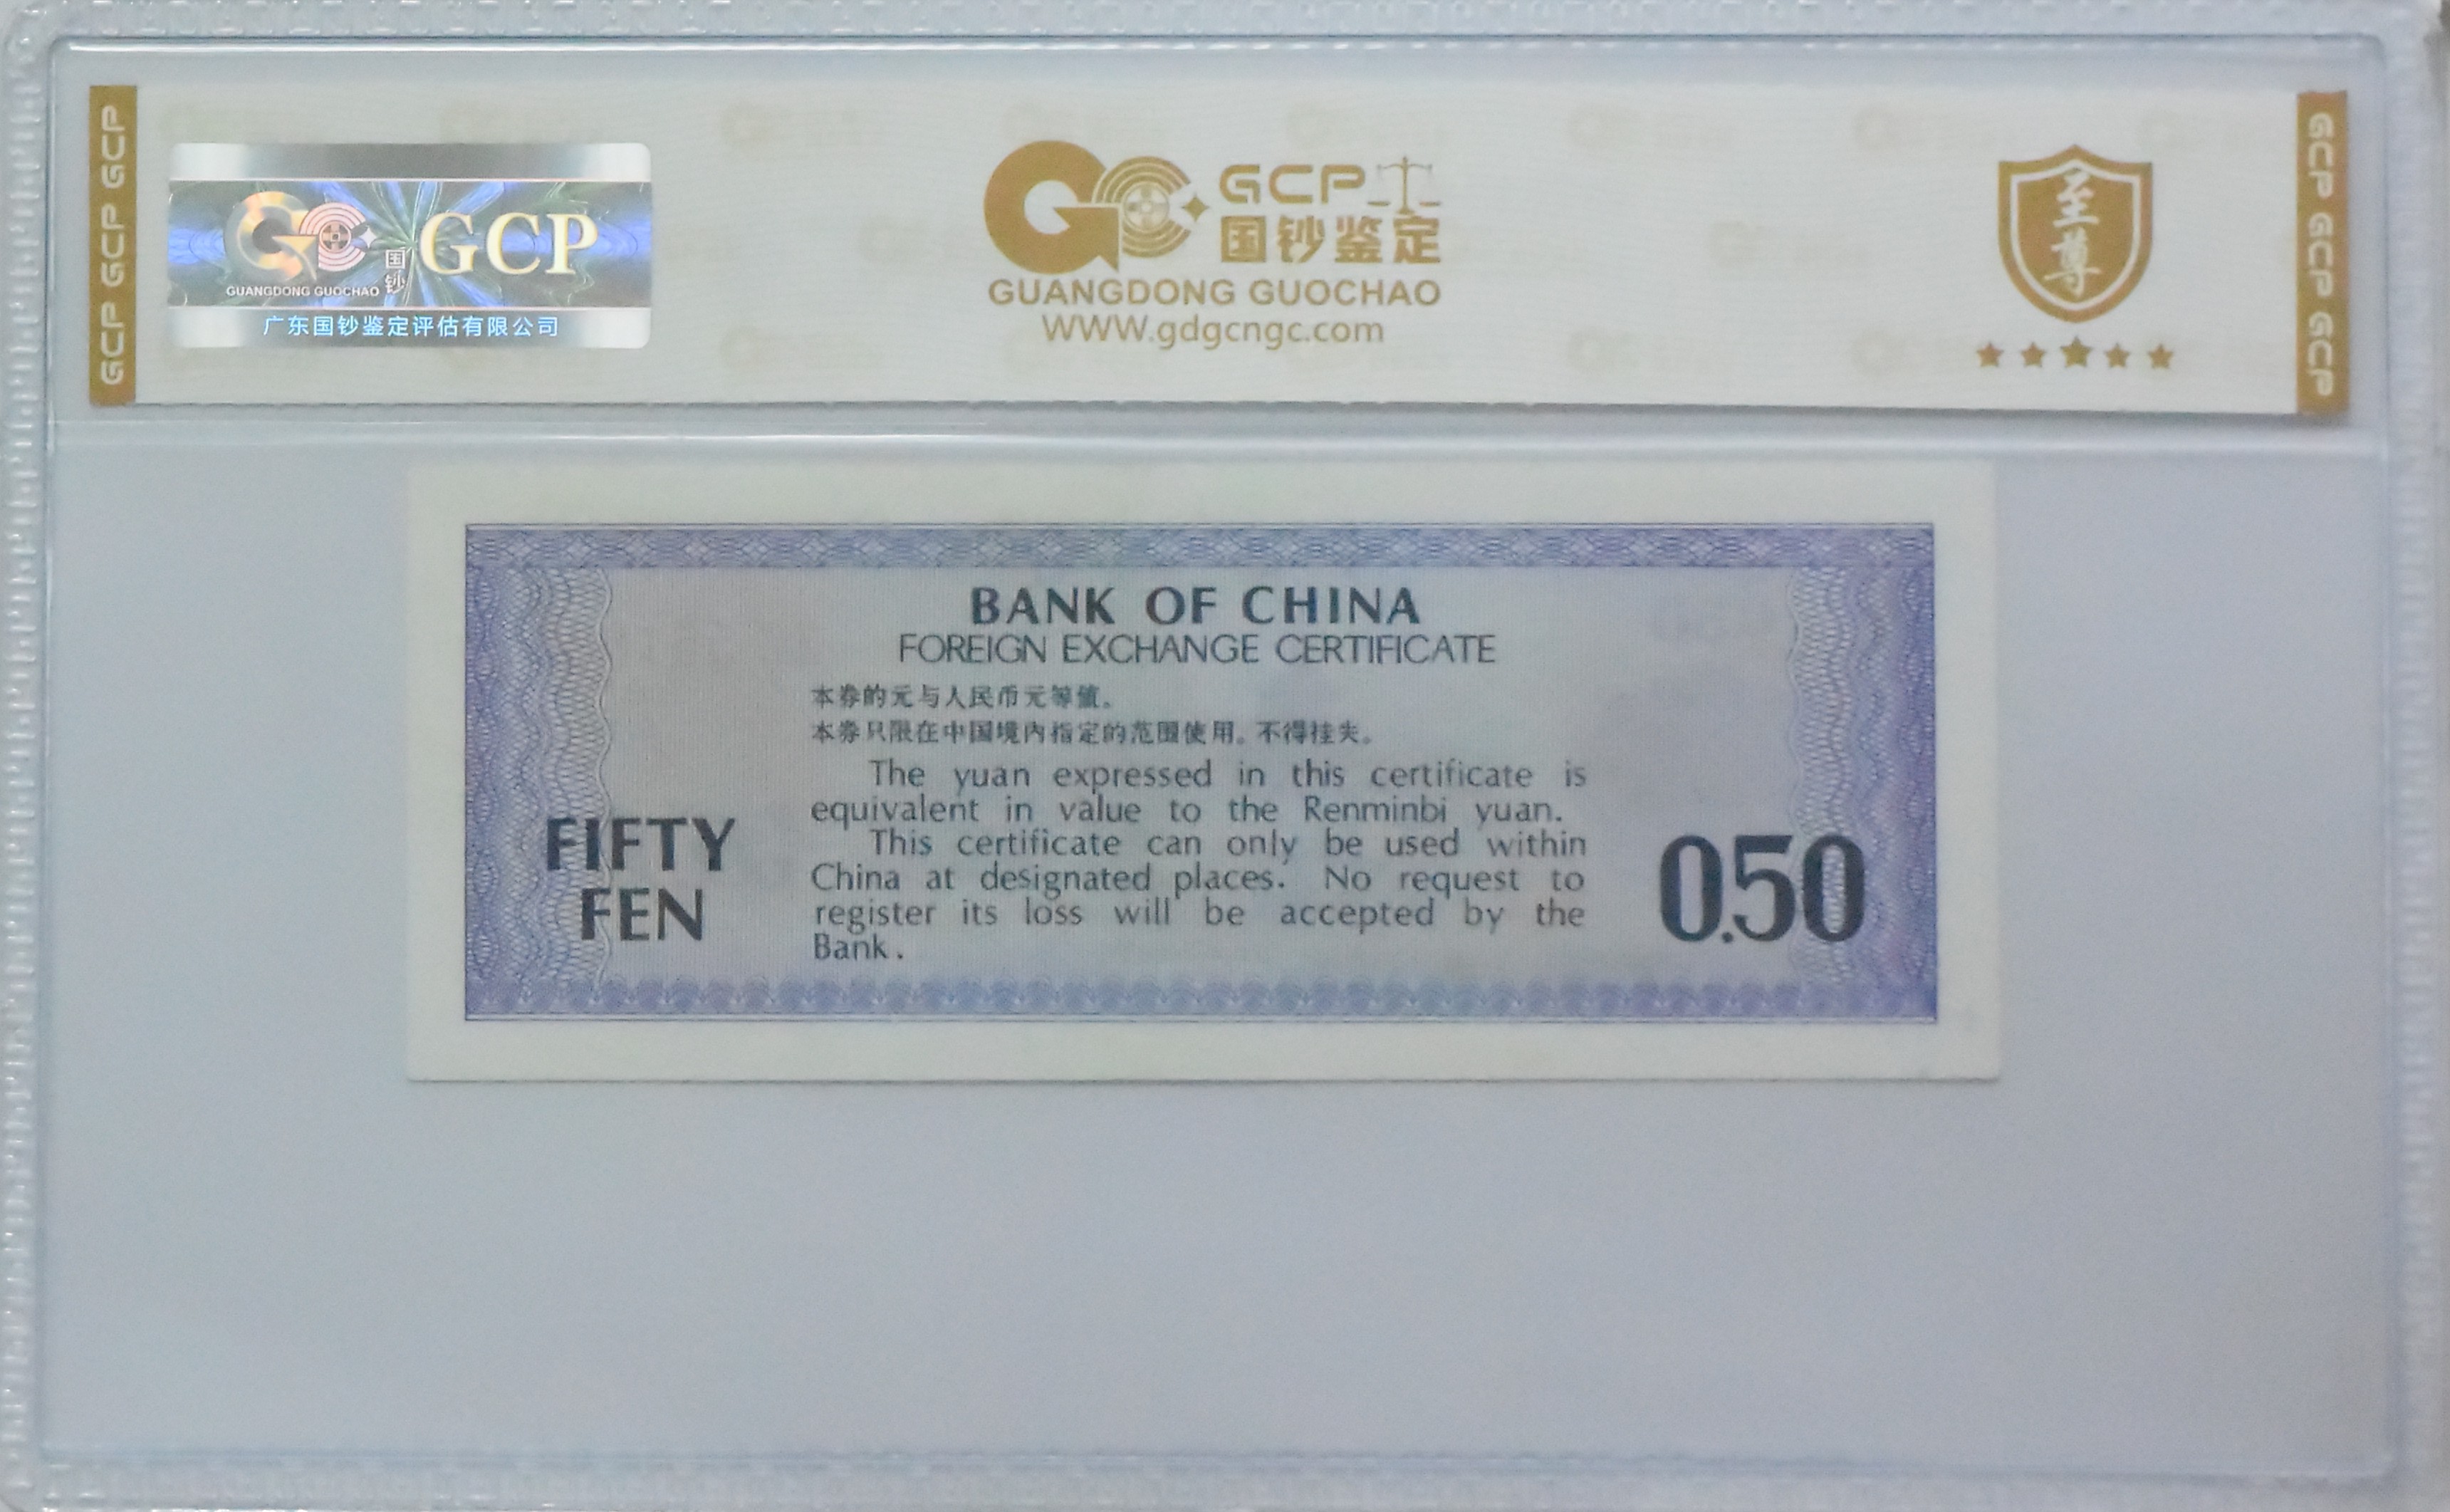 GCP GCP GCP
GCP
国钞
GUANGDONG GUOCHAO
广东国钞鉴定评估有限公司
GCP
国钞鉴定
GUANGDONG GUOCHAO
WWW.gdgcngc.com
至尊
GCP GCP GCP
BANK OF CHINA
FOREIGN EXCHANGE CERTIFICATE
本券的元与人民币元等值。
本券只限在中国境内指定的范围使用。不得挂失。
The yuan expressed in this certificate is
equivalent in value to the Renminbi yuan.
This certificate can only be used within
China at designated places. No request to
register its loss will be accepted by the
Bank.
FIFTY
FEN
0.50